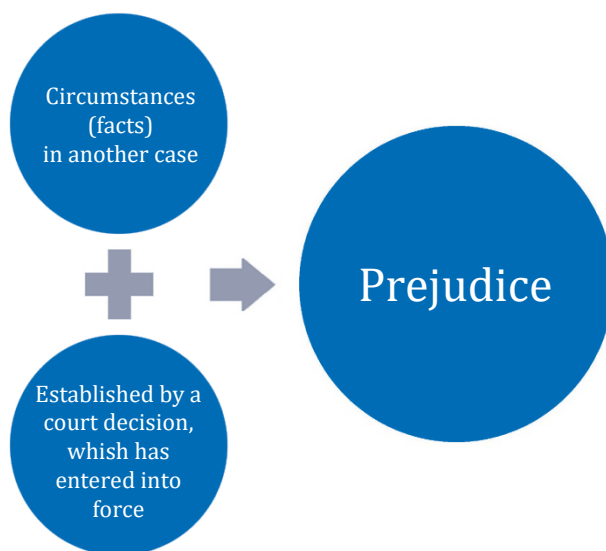 Circumstances
(facts)
in another case
Prejudice
Established by a
court decision,
whish has
entered into
force